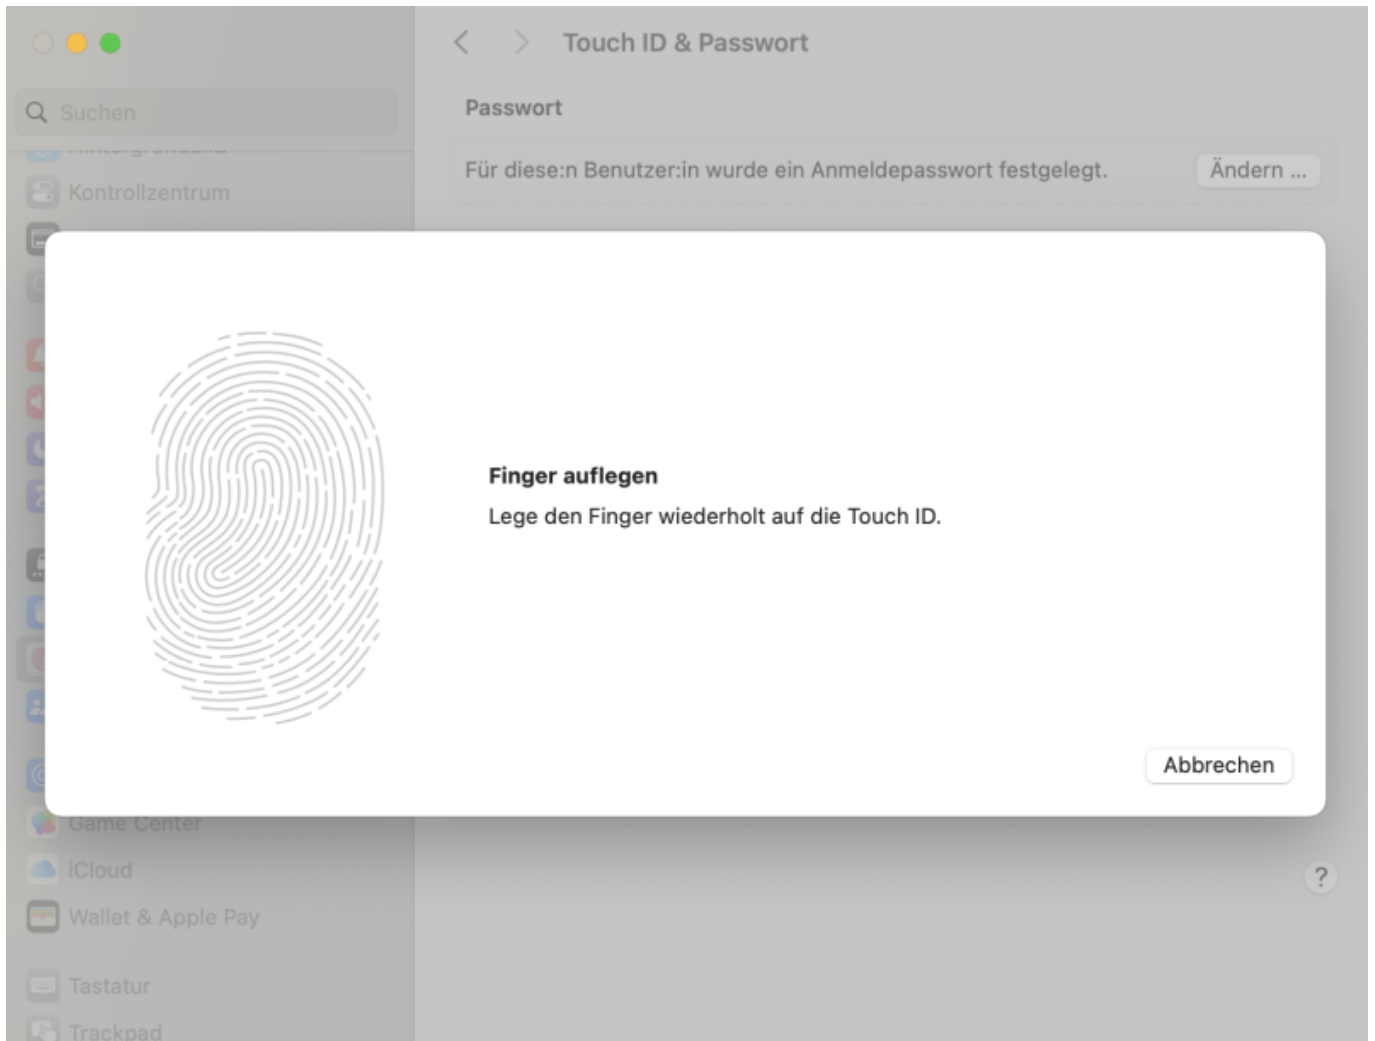 Touch ID & Passwort
Suchen
Passwort
Für diese:n Benutzer:in wurde ein Anmeldepasswort festgelegt.
Ändern ...
Kontrollzentrum
Finger auflegen
Lege den Finger wiederholt auf die Touch ID.
Abbrechen
Game Center
iCloud
?
Wallet & Apple Pay
Tastatur
Trackpad